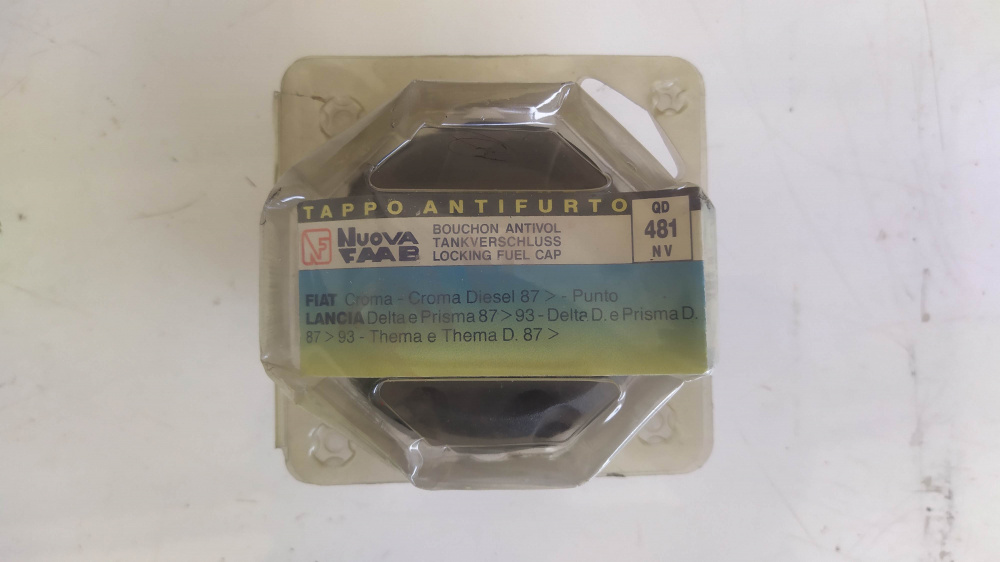 TAPPO ANTIFURTO
NF NUOVA FAAB
BOUCHON ANTIVOL
TANKVERSCHLUSS
LOCKING FUEL CAP
QD
481
NV
FIAT Croma - Croma Diesel 87 > - Punto
LANCIA Delta e Prisma 87 > 93 - Delta D. e Prisma D.
87 > 93 - Thema e Thema D. 87 >